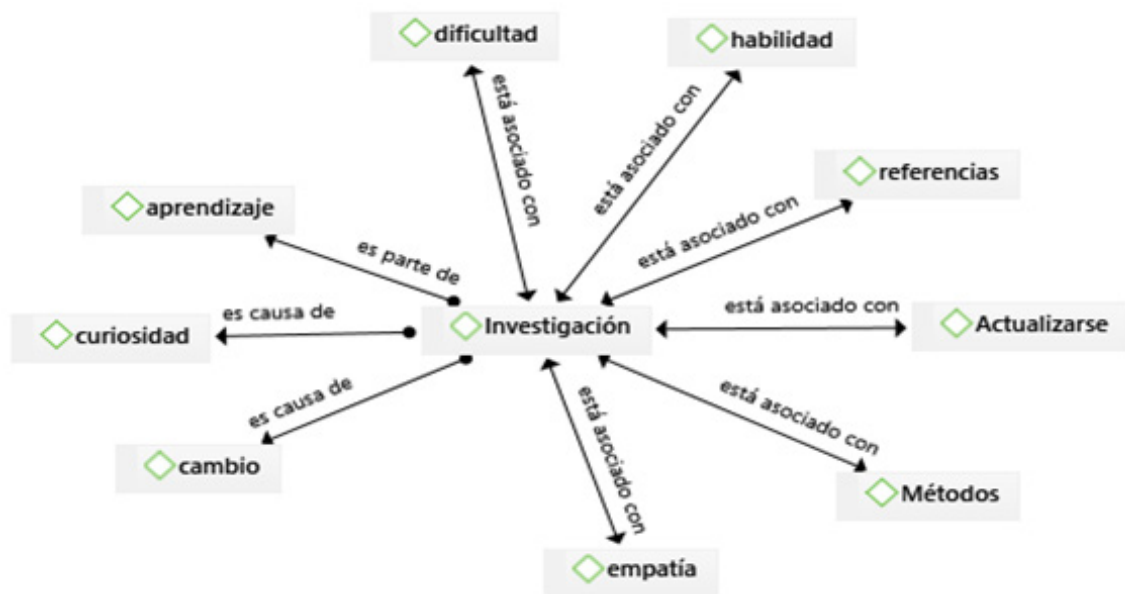 dificultad
habilidad
está asociado con
está asociado con
referencias
aprendizaje
está asociado con
es parte de
es causa de
Investigación
está asociado con
Actualizarse
curiosidad
es causa de
está asociado con
está asociado con
cambio
Métodos
empatía